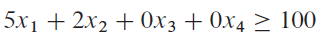 5x₁ + 2x₂ + 0x₃ + 0x₄ ≥ 100